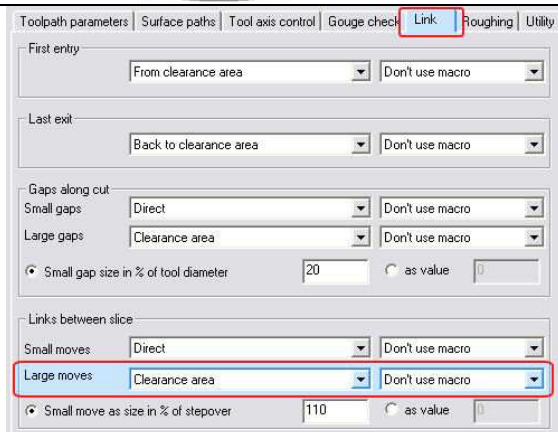 Toolpath parameters Surface paths Tool axis control Gouge check Link Roughing Utility
First entry
From clearance area Don't use macro
Last exit
Back to clearance area Don't use macro
Gaps along cut
Small gaps Direct Don't use macro
Large gaps Clearance area Don't use macro
Small gap size in % of tool diameter 20 as value 0
Links between slice
Small moves Direct Don't use macro
Large moves Clearance area Don't use macro
Small move as size in % of stepover 110 as value 0